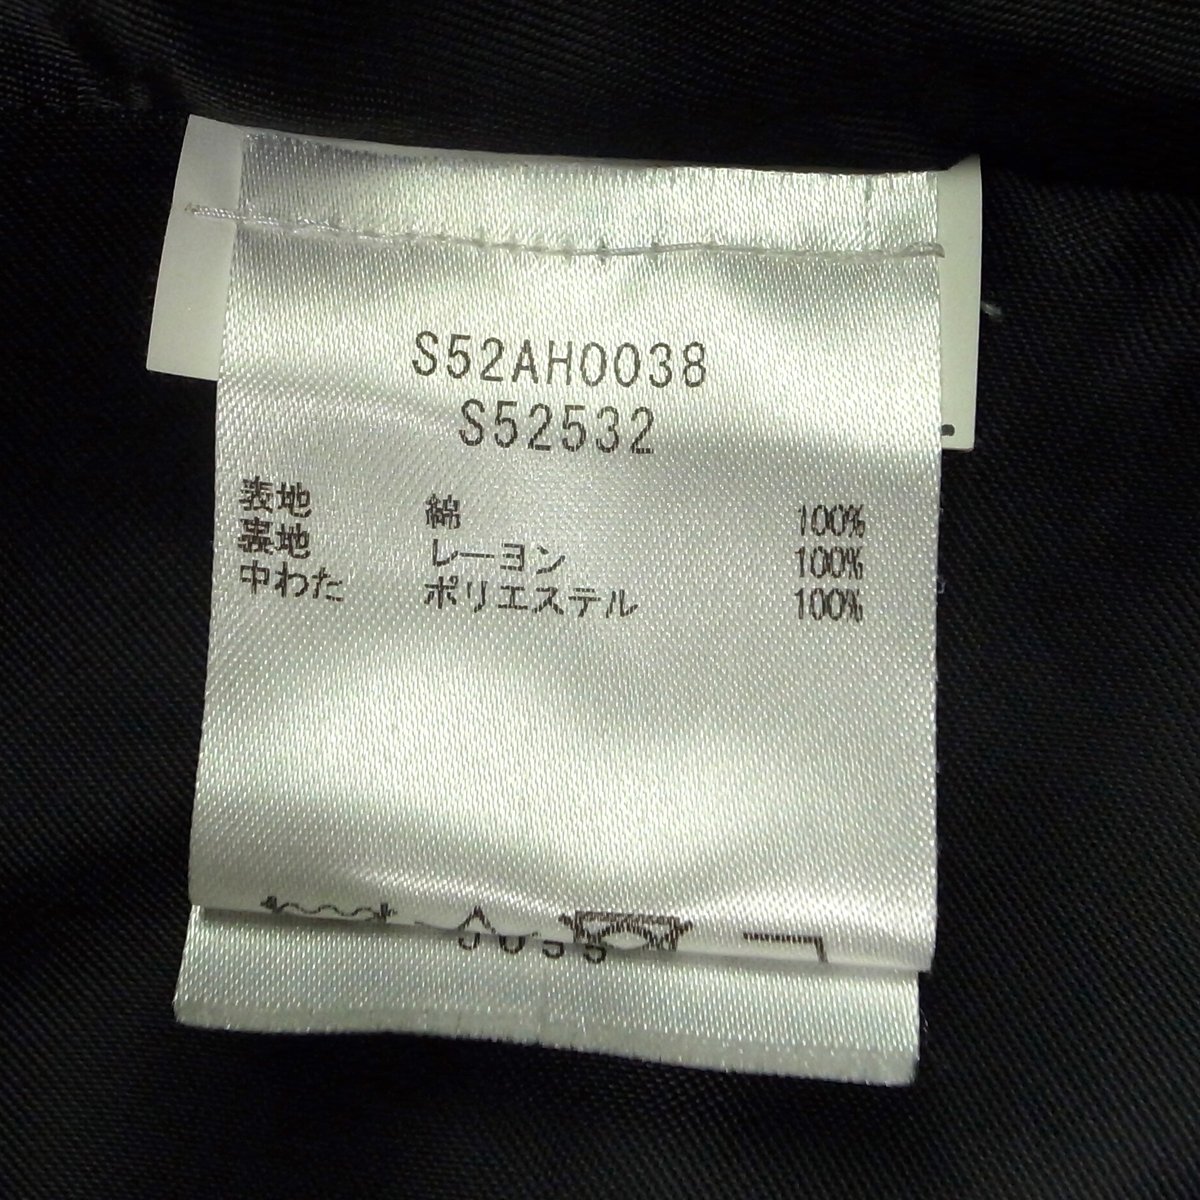 S52AH0038
S52532
表地 綿 100%
裏地 レーヨン 100%
中わた ポリエステル 100%